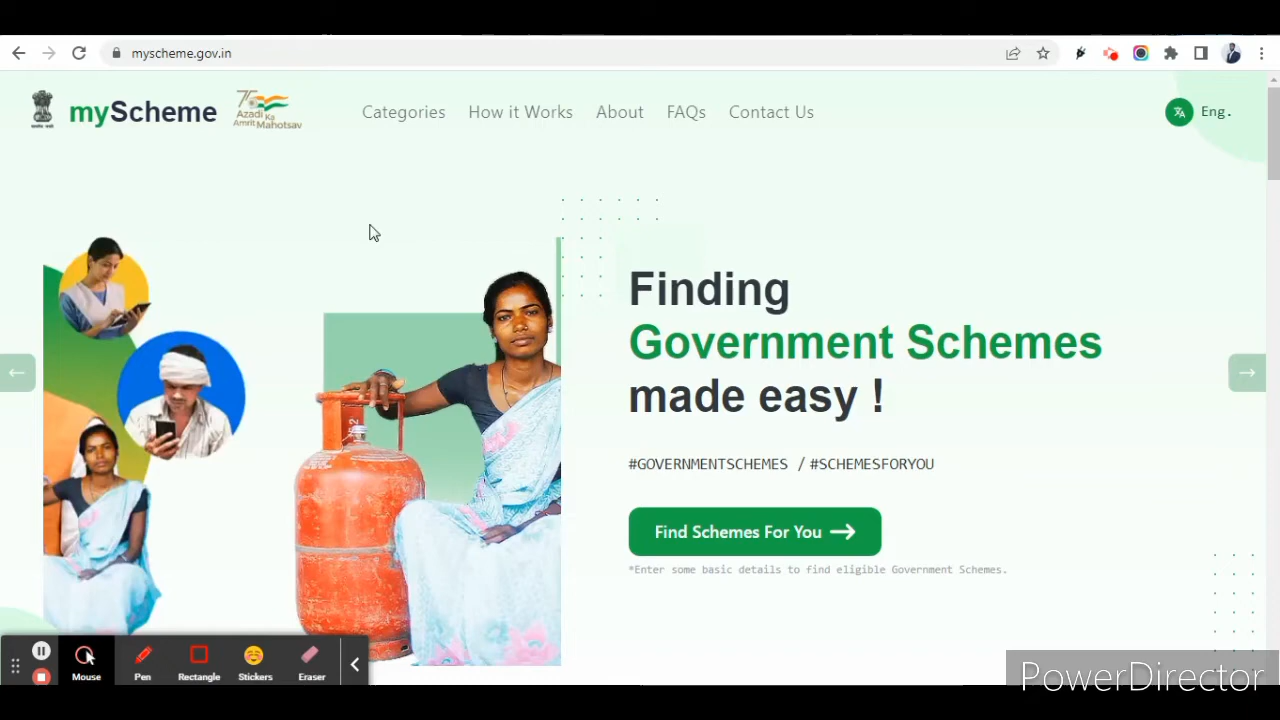 myscheme.gov.in
myScheme
75
Azadi
Ka
Amrit Mahotsav
Categories
How it Works
About
FAQs
Contact Us
Eng.
Finding
Government Schemes
made easy !
#GOVERNMENTSCHEMES / #SCHEMESFORYOU
Find Schemes For You
*Enter some basic details to find eligible Government Schemes.
Mouse
Pen
Rectangle
Stickers
Eraser
PowerDirector